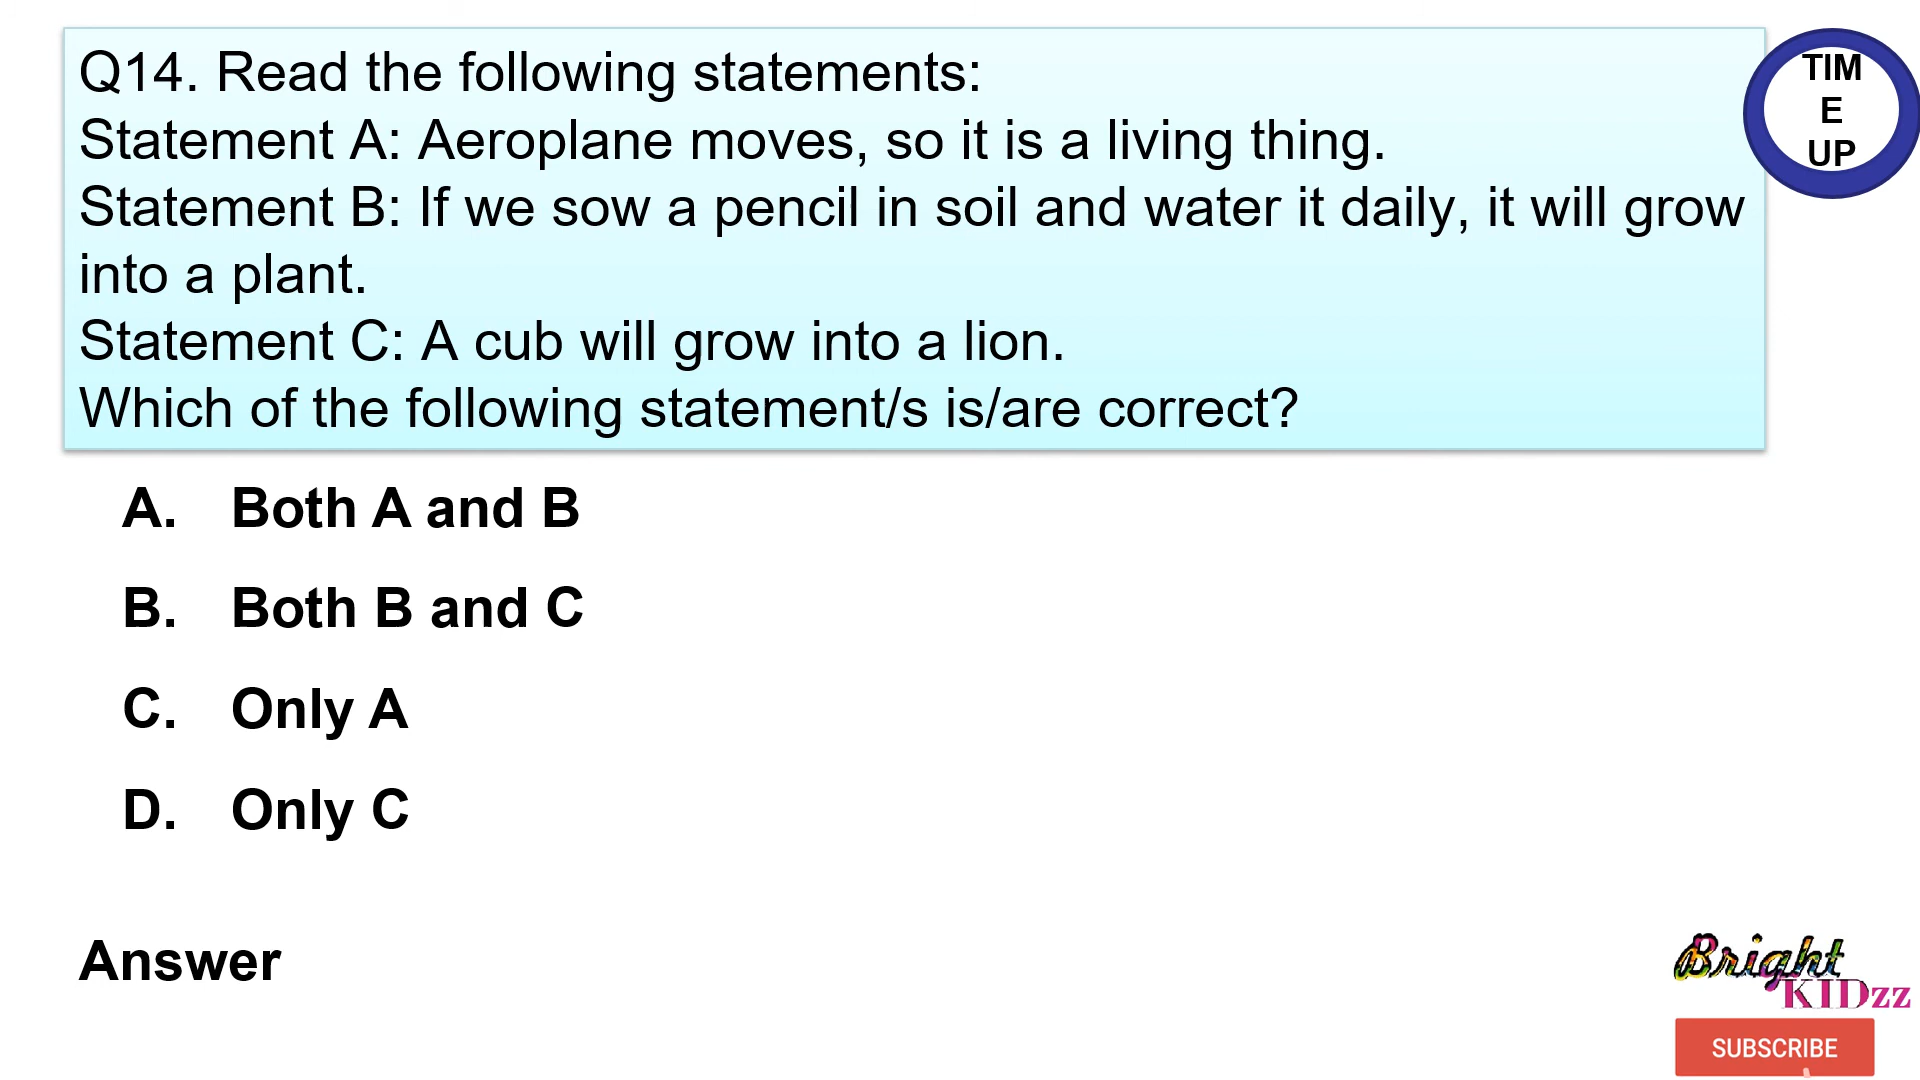 Q14. Read the following statements:
Statement A: Aeroplane moves, so it is a living thing.
Statement B: If we sow a pencil in soil and water it daily, it will grow
into a plant.
Statement C: A cub will grow into a lion.
Which of the following statement/s is/are correct?
TIM
E
UP
A. Both A and B
B. Both B and C
C. Only A
D. Only C
Answer
Bright
KIDzz
SUBSCRIBE